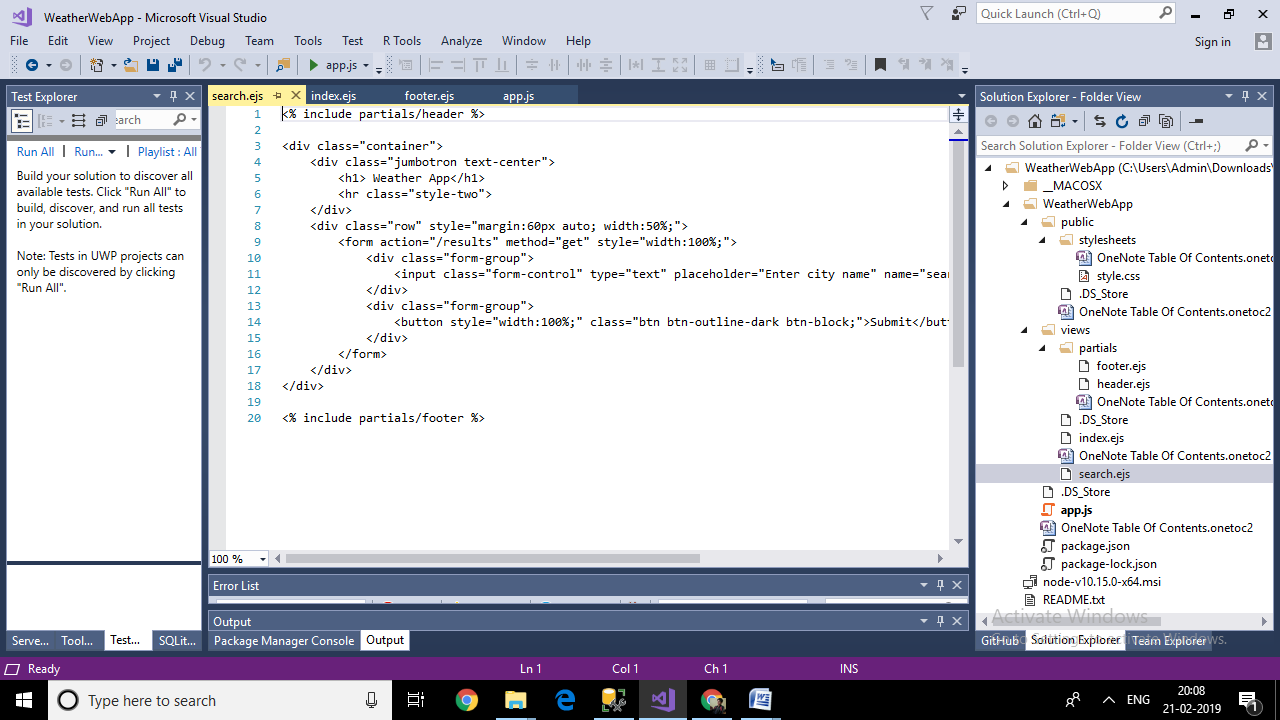 WeatherWebApp - Microsoft Visual Studio
Quick Launch (Ctrl+Q)
File Edit View Project Debug Team Tools Test R Tools Analyze Window Help
Sign in
app.js
Test Explorer
Search
Run All | Run... | Playlist : All
Build your solution to discover all
available tests. Click "Run All" to
build, discover, and run all tests
in your solution.
Note: Tests in UWP projects can
only be discovered by clicking
"Run All".
Serve... Tool... Test... SQLit...
search.ejs index.ejs footer.ejs app.js
1 <% include partials/header %>
2
3 <div class="container">
4 <div class="jumbotron text-center">
5 <h1> Weather App</h1>
6 <hr class="style-two">
7 </div>
8 <div class="row" style="margin:60px auto; width:50%;">
9 <form action="/results" method="get" style="width:100%;">
10 <div class="form-group">
11 <input class="form-control" type="text" placeholder="Enter city name" name="sear
12 </div>
13 <div class="form-group">
14 <button style="width:100%;" class="btn btn-outline-dark btn-block;">Submit</butt
15 </div>
16 </form>
17 </div>
18 </div>
19
20 <% include partials/footer %>
100 %
Error List
Output
Package Manager Console Output
Solution Explorer - Folder View
Search Solution Explorer - Folder View (Ctrl+;)
WeatherWebApp (C:\Users\Admin\Downloads\
__MACOSX
WeatherWebApp
public
stylesheets
OneNote Table Of Contents.oneto
style.css
.DS_Store
OneNote Table Of Contents.onetoc2
views
partials
footer.ejs
header.ejs
OneNote Table Of Contents.oneto
.DS_Store
index.ejs
OneNote Table Of Contents.onetoc2
search.ejs
.DS_Store
app.js
OneNote Table Of Contents.onetoc2
package.json
package-lock.json
node-v10.15.0-x64.msi
README.txt
Activate Windows
Go to Settings to activate Windows.
GitHub Solution Explorer Team Explorer
Ready Ln 1 Col 1 Ch 1 INS
Type here to search
ENG
20:08
21-02-2019
1